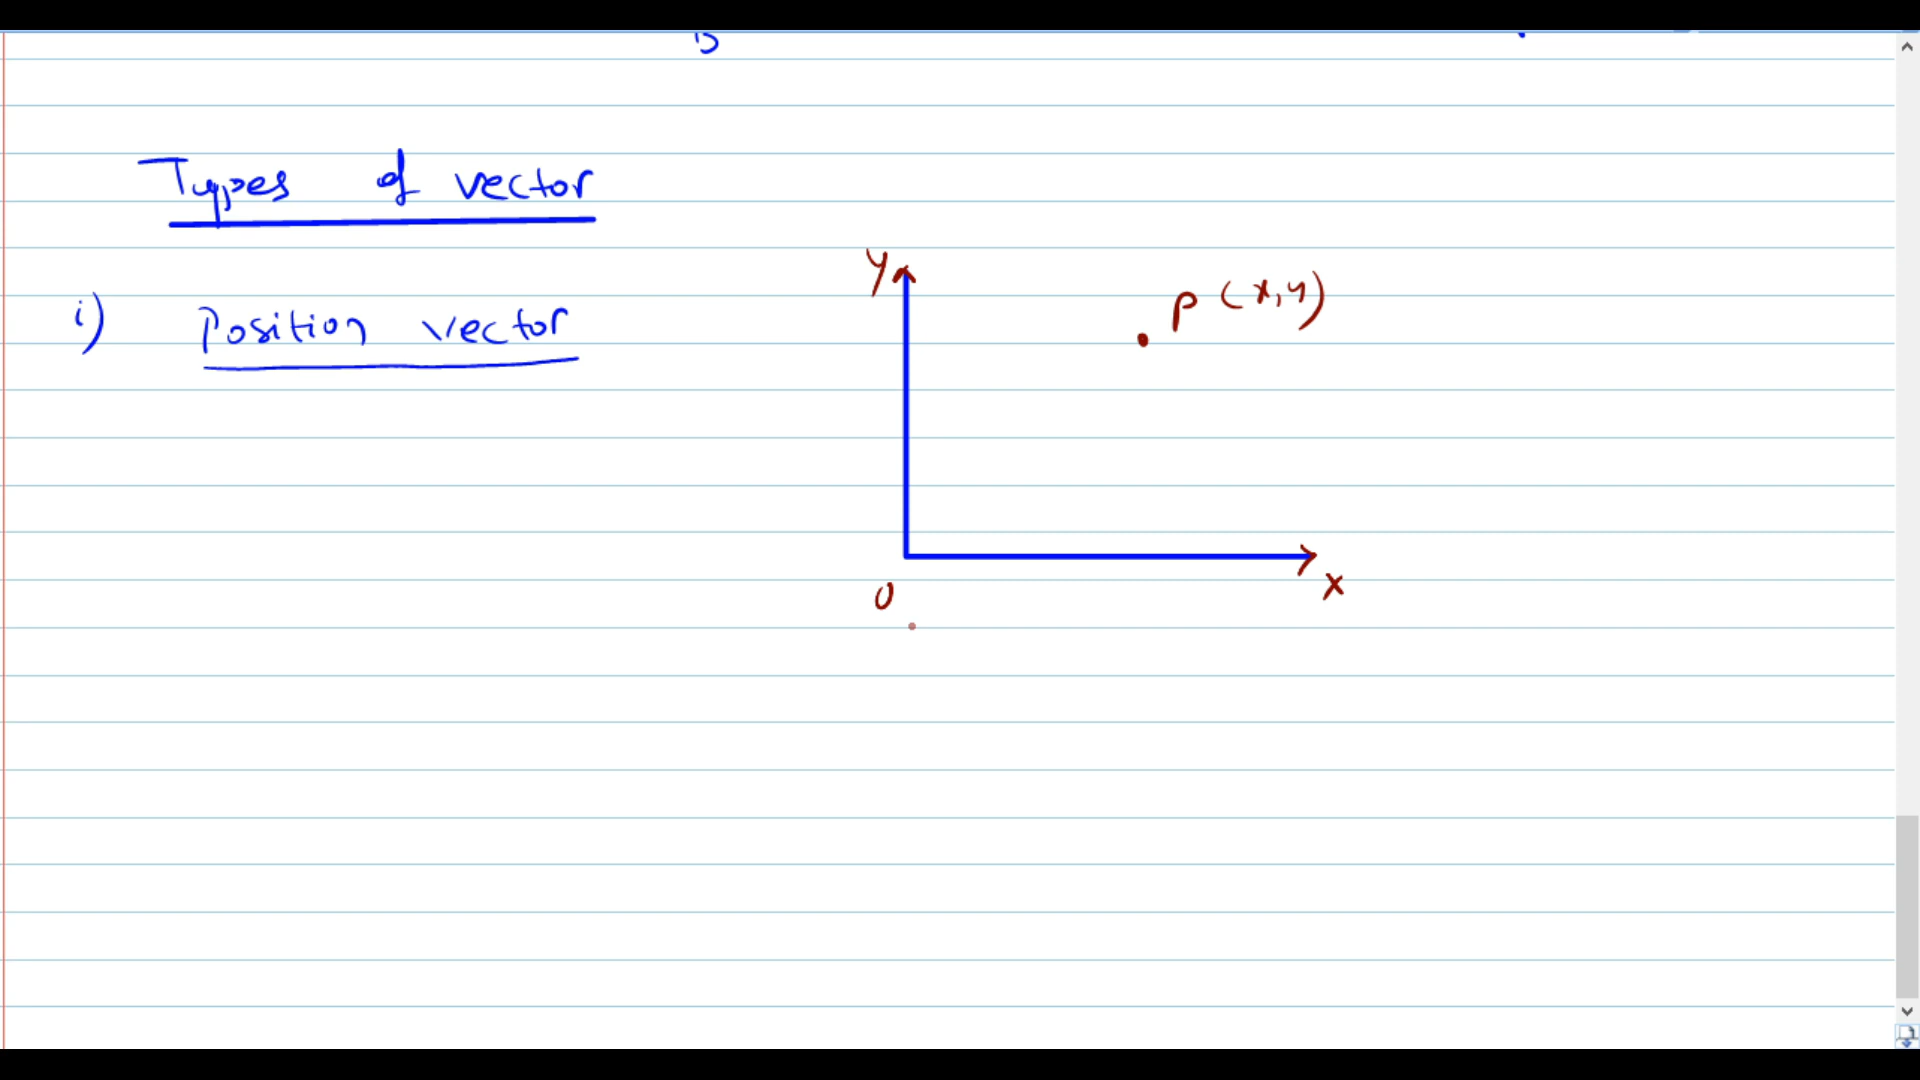 Types of vector
i) Position vector
y
P (x,y)
O
x